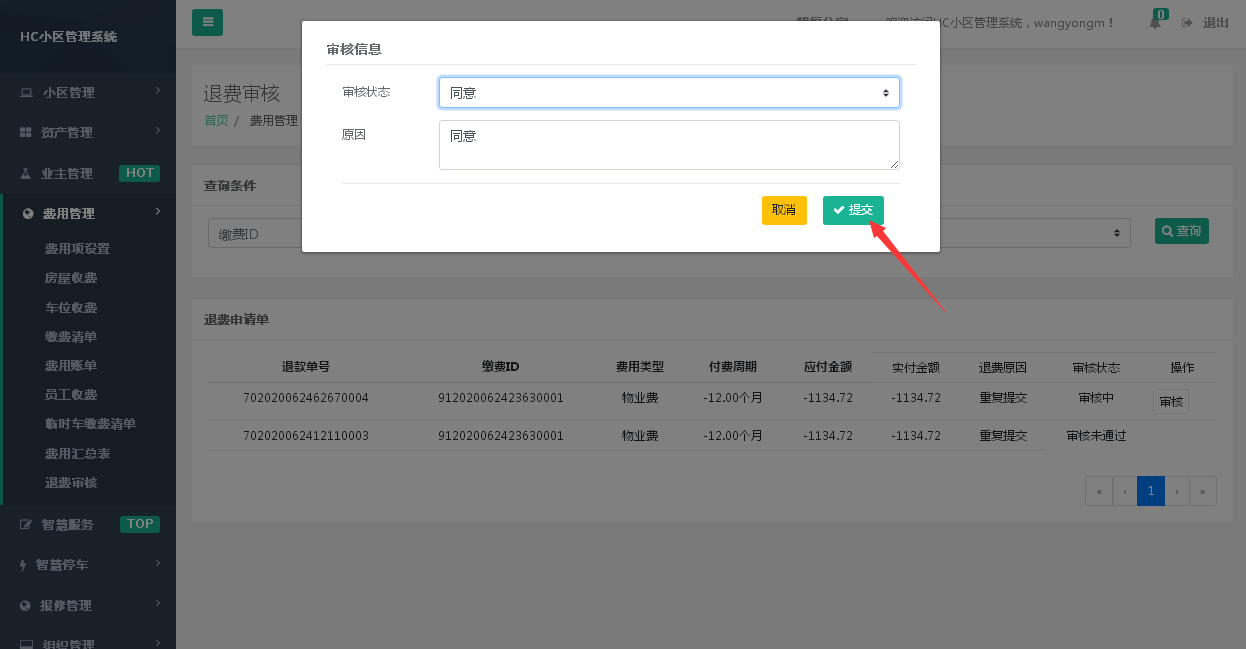 HC小区管理系统
小区管理
资产管理
业主管理 HOT
费用管理
费用项设置
房屋收费
车位收费
缴费清单
费用账单
员工收费
临时车缴费清单
费用汇总表
退费审核
智慧服务 TOP
智慧停车
报修管理
组织管理
C小区管理系统，wangyongm！
0
退出
退费审核
首页 / 费用管理
查询条件
缴费ID
查询
审核信息
审核状态 同意
原因 同意
取消 提交
退费申请单
退款单号 缴费ID 费用类型 付费周期 应付金额 实付金额 退费原因 审核状态 操作
702020062462670004 912020062423630001 物业费 -12.00个月 -1134.72 -1134.72 重复提交 审核中 审核
702020062412110003 912020062423630001 物业费 -12.00个月 -1134.72 -1134.72 重复提交 审核未通过
« ‹ 1 › »